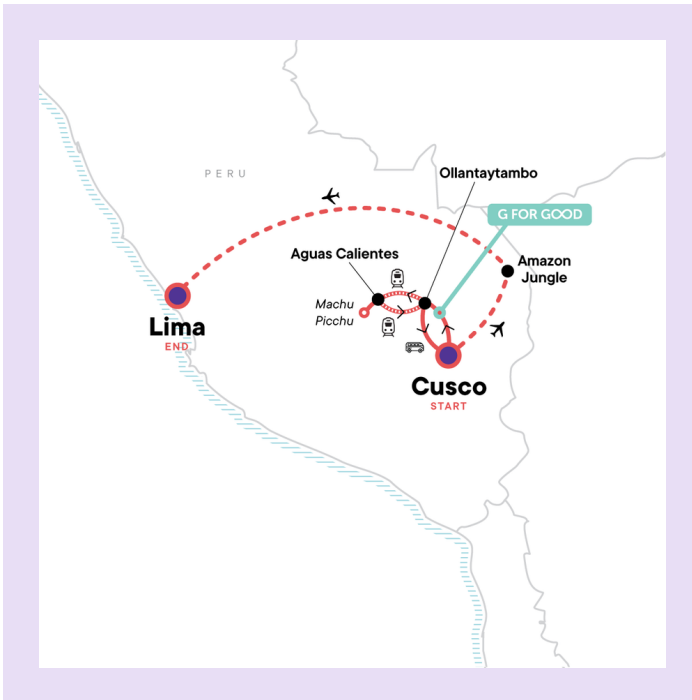 PERU
Ollantaytambo
G FOR GOOD
Aguas Calientes
Amazon
Jungle
Machu
Picchu
Lima
END
Cusco
START